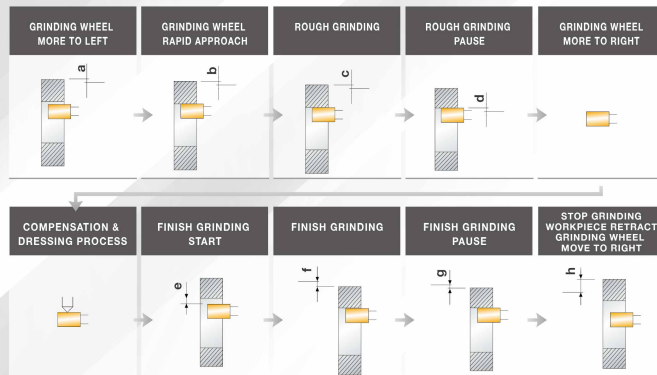 GRINDING WHEEL
MORE TO LEFT
GRINDING WHEEL
RAPID APPROACH
ROUGH GRINDING
ROUGH GRINDING
PAUSE
GRINDING WHEEL
MORE TO RIGHT
a
b
c
d
COMPENSATION &
DRESSING PROCESS
FINISH GRINDING
START
FINISH GRINDING
FINISH GRINDING
PAUSE
STOP GRINDING
WORKPIECE RETRACT
GRINDING WHEEL
MOVE TO RIGHT
e
f
g
h